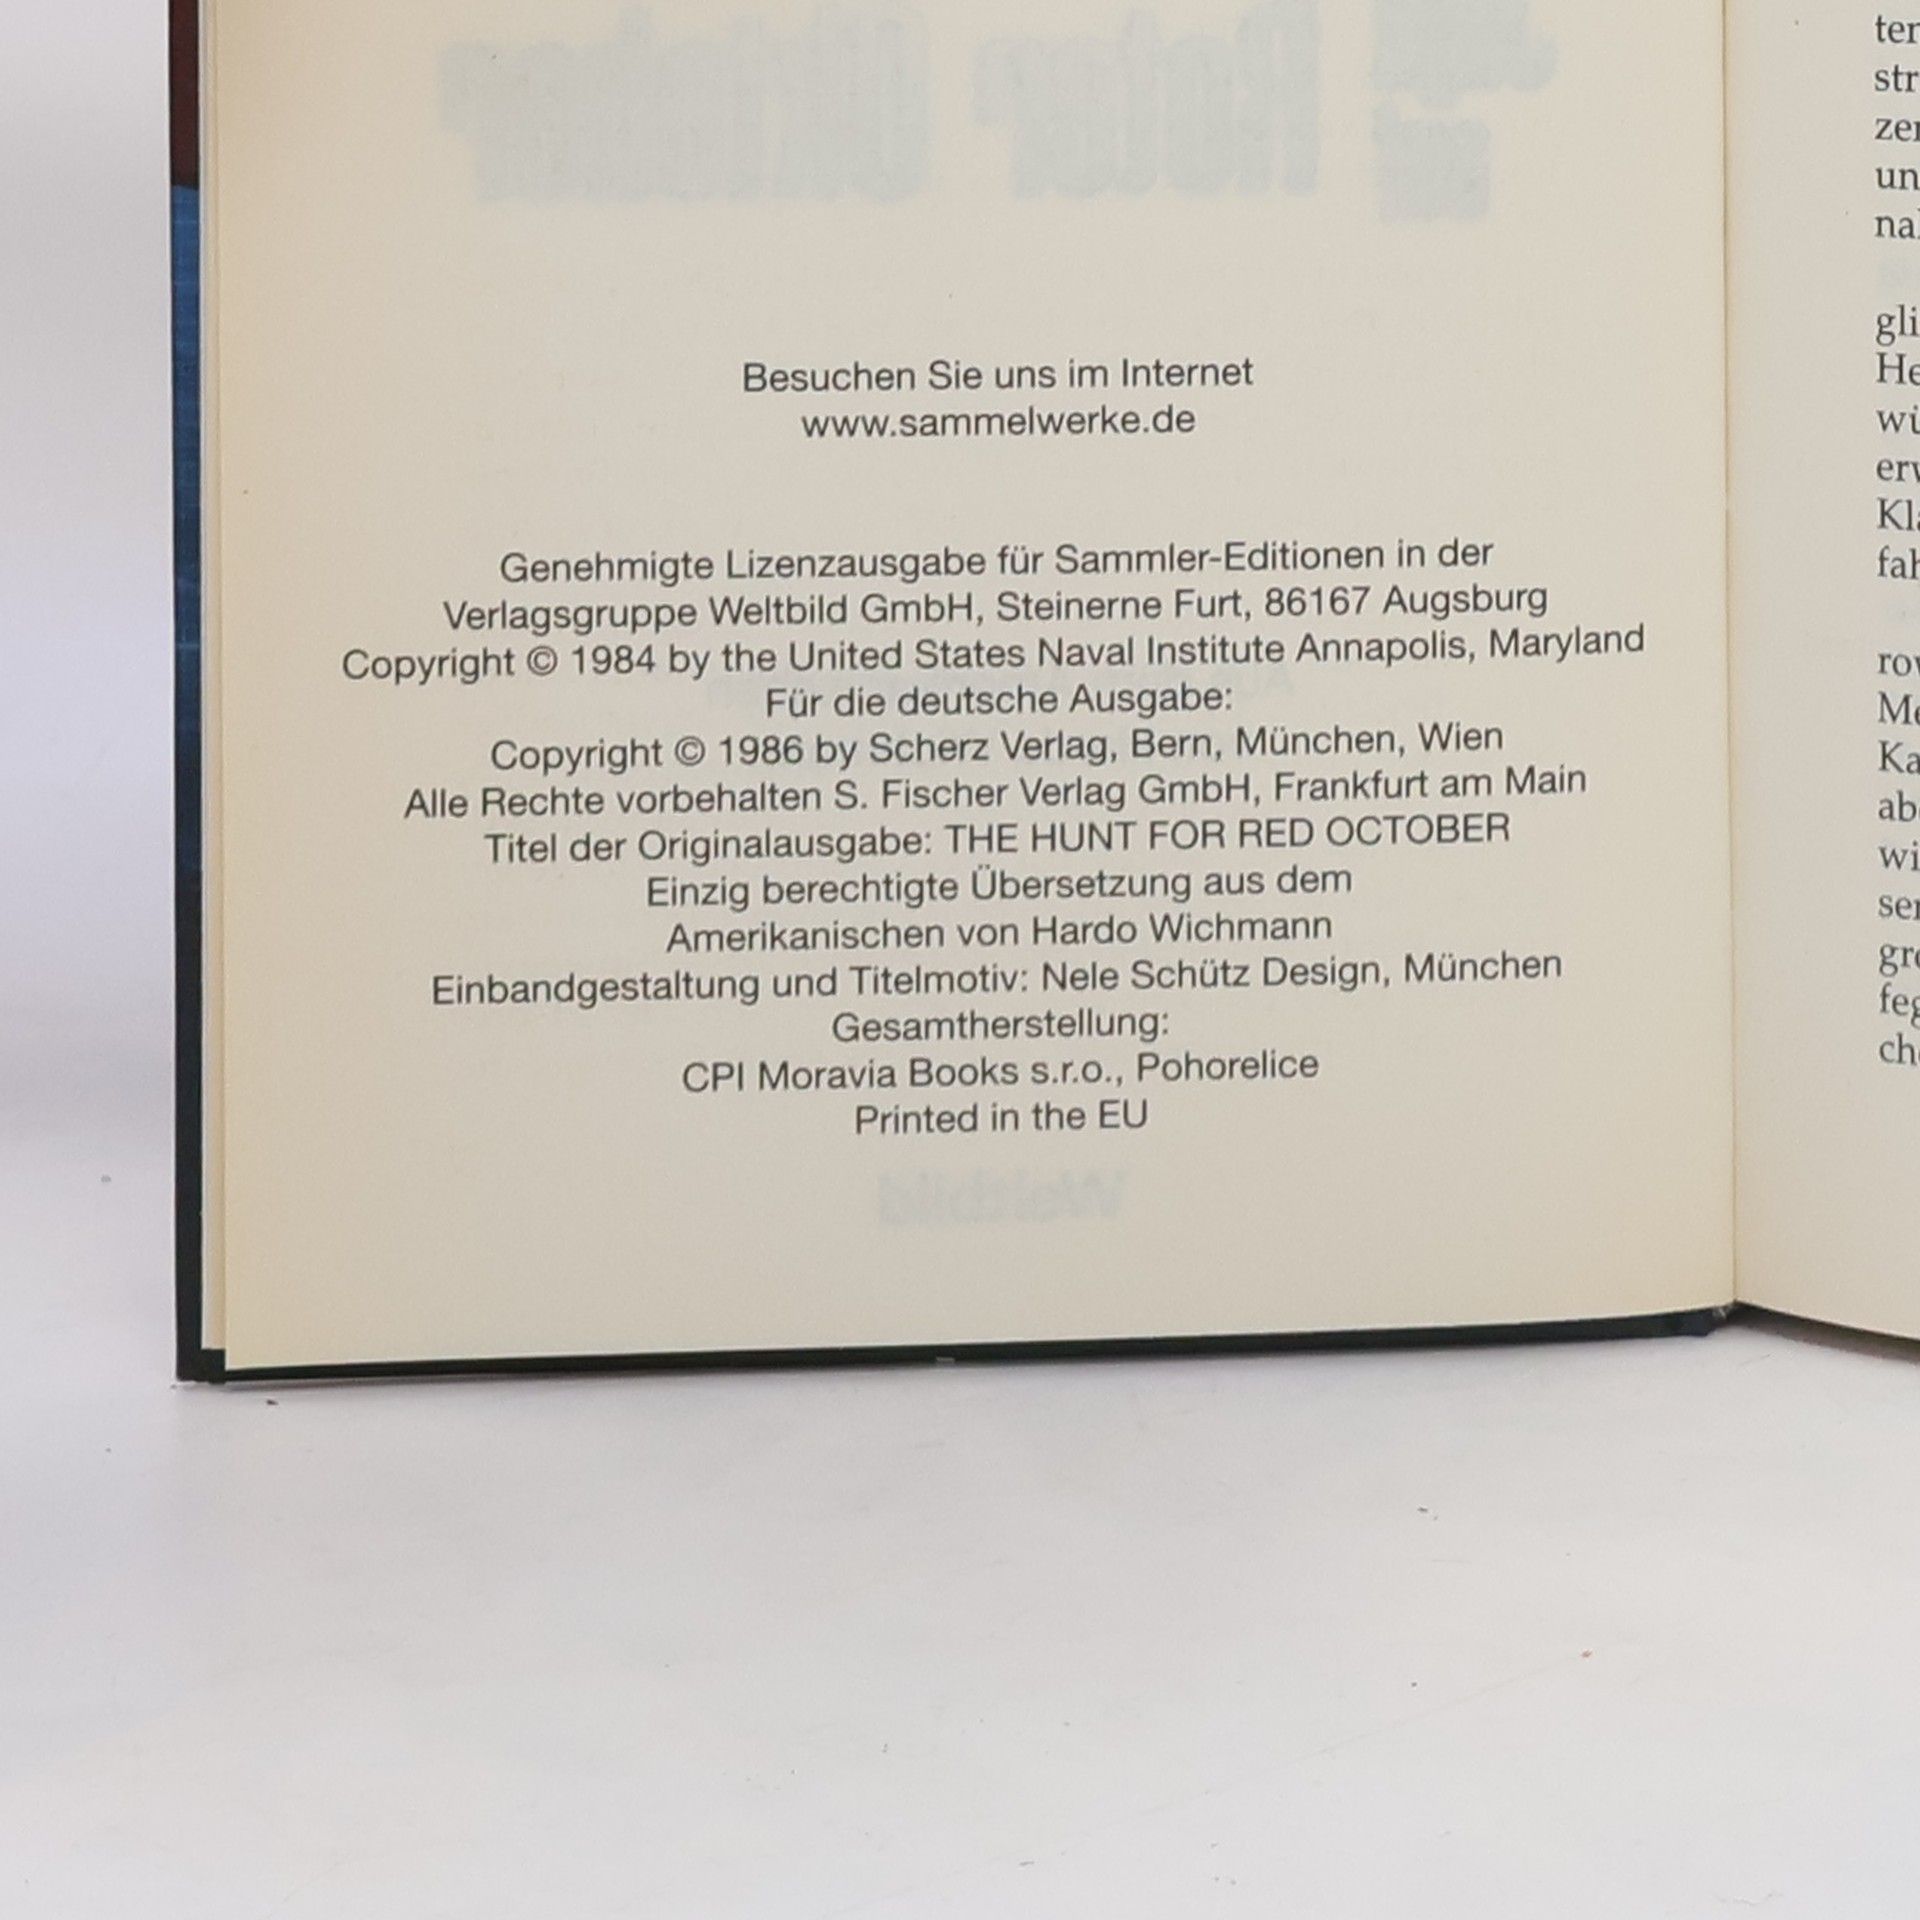 Besuchen Sie uns im Internet
www.sammelwerke.de
Genehmigte Lizenzausgabe für Sammler-Editionen in der
Verlagsgruppe Weltbild GmbH, Steinerne Furt, 86167 Augsburg
Copyright © 1984 by the United States Naval Institute Annapolis, Maryland
Für die deutsche Ausgabe:
Copyright © 1986 by Scherz Verlag, Bern, München, Wien
Alle Rechte vorbehalten S. Fischer Verlag GmbH, Frankfurt am Main
Titel der Originalausgabe: THE HUNT FOR RED OCTOBER
Einzig berechtigte Übersetzung aus dem
Amerikanischen von Hardo Wichmann
Einbandgestaltung und Titelmotiv: Nele Schütz Design, München
Gesamtherstellung:
CPI Moravia Books s.r.o., Pohorelice
Printed in the EU